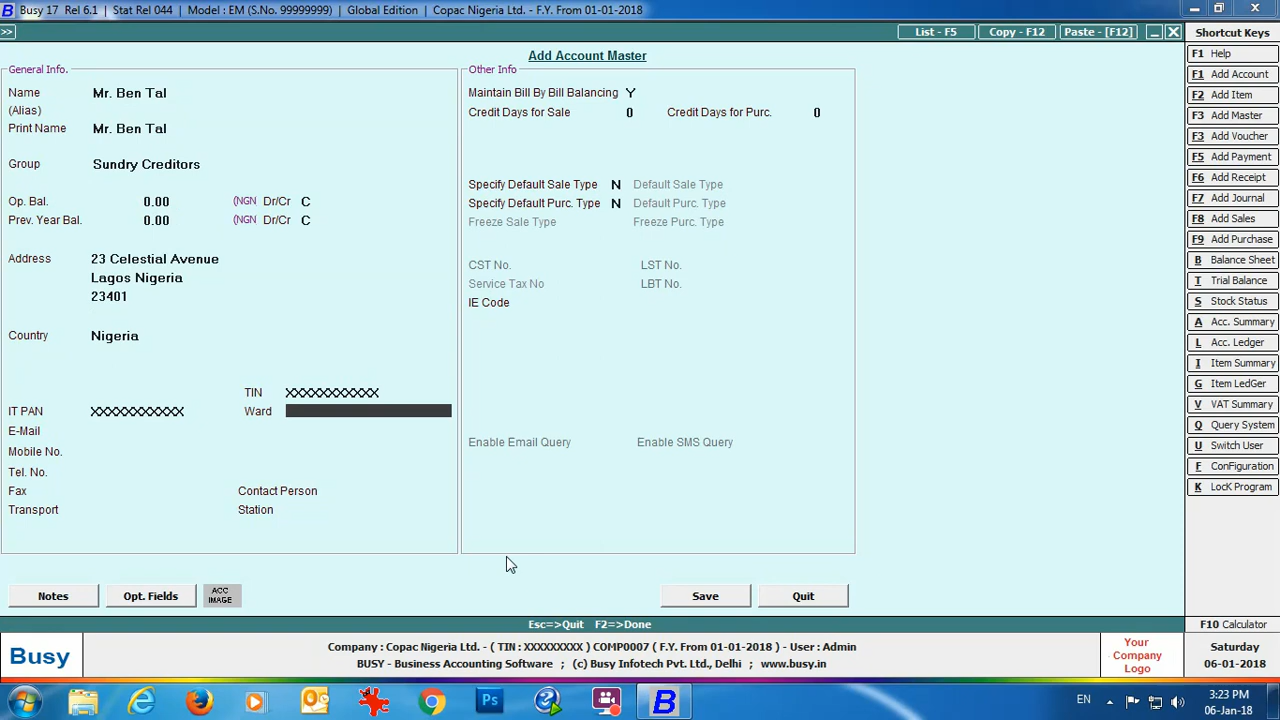 Busy 17 Rel 6.1 | Stat Rel 044 | Model : EM (S.No. 99999999) | Global Edition | Copac Nigeria Ltd. - F.Y. From 01-01-2018
>> List - F5 Copy - F12 Paste - [F12]
Add Account Master
General Info.
Name Mr. Ben Tal
(Alias)
Print Name Mr. Ben Tal
Group Sundry Creditors
Op. Bal. 0.00 (NGN Dr/Cr C
Prev. Year Bal. 0.00 (NGN Dr/Cr C
Address 23 Celestial Avenue
Lagos Nigeria
23401
Country Nigeria
TIN XXXXXXXXXXX
IT PAN XXXXXXXXXXX Ward
E-Mail
Mobile No.
Tel. No.
Fax Contact Person
Transport Station
Other Info
Maintain Bill By Bill Balancing Y
Credit Days for Sale 0 Credit Days for Purc. 0
Specify Default Sale Type N Default Sale Type
Specify Default Purc. Type N Default Purc. Type
Freeze Sale Type Freeze Purc. Type
CST No. LST No.
Service Tax No LBT No.
IE Code
Enable Email Query Enable SMS Query
Notes Opt. Fields ACC IMAGE Save Quit
Esc=>Quit F2=>Done
Shortcut Keys
F1 Help
F1 Add Account
F2 Add Item
F3 Add Master
F3 Add Voucher
F5 Add Payment
F6 Add Receipt
F7 Add Journal
F8 Add Sales
F9 Add Purchase
B Balance Sheet
T Trial Balance
S Stock Status
A Acc. Summary
L Acc. Ledger
I Item Summary
G Item LedGer
V VAT Summary
Q Query System
U Switch User
F ConFiguration
K LocK Program
F10 Calculator
Busy
Company : Copac Nigeria Ltd. - ( TIN : XXXXXXXXX ) COMP0007 ( F.Y. From 01-01-2018 ) - User : Admin
BUSY - Business Accounting Software ; (c) Busy Infotech Pvt. Ltd., Delhi ; www.busy.in
Your
Company
Logo
Saturday
06-01-2018
EN 3:23 PM
06-Jan-18